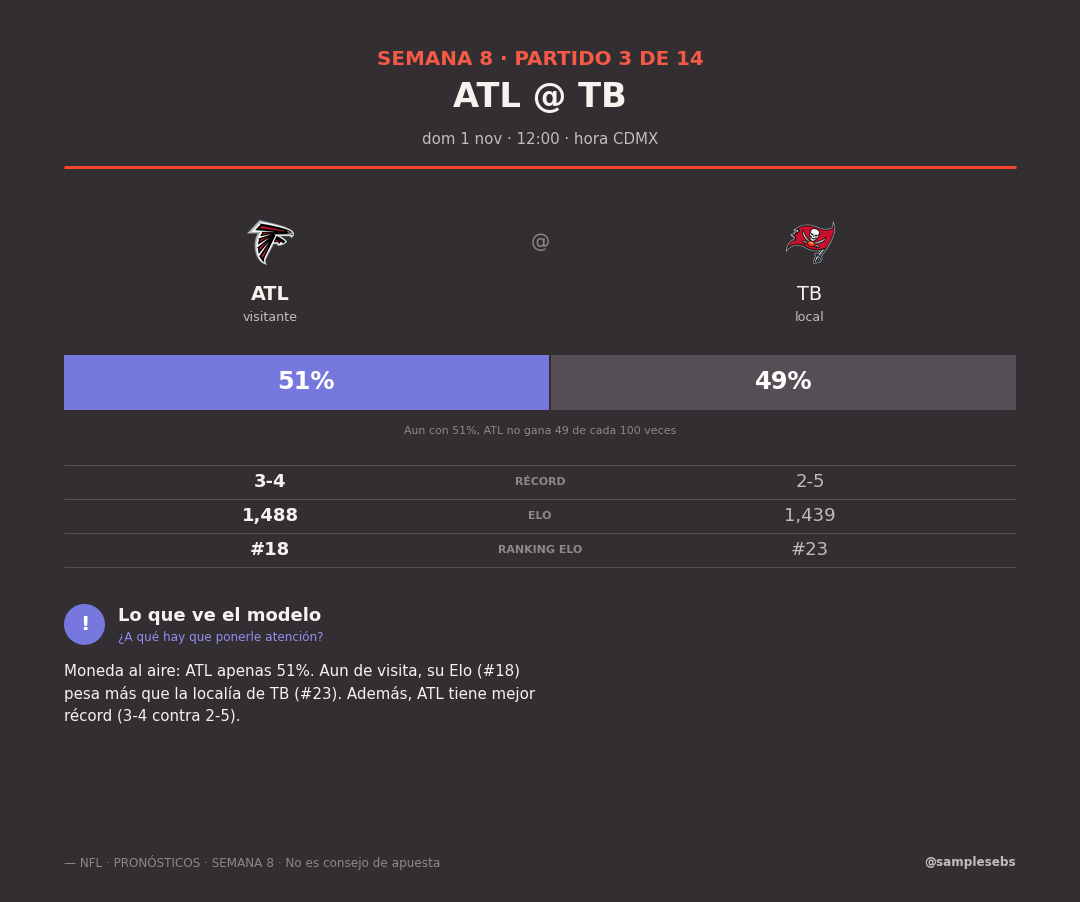 SEMANA 8 · PARTIDO 3 DE 14
ATL @ TB
dom 1 nov · 12:00 · hora CDMX
@
ATL
TB
visitante
local
51%
49%
Aun con 51%, ATL no gana 49 de cada 100 veces
3-4 RÉCORD 2-5
1,488 ELO 1,439
#18 RANKING ELO #23
! Lo que ve el modelo
¿A qué hay que ponerle atención?
Moneda al aire: ATL apenas 51%. Aun de visita, su Elo (#18)
pesa más que la localía de TB (#23). Además, ATL tiene mejor
récord (3-4 contra 2-5).
— NFL · PRONÓSTICOS · SEMANA 8 · No es consejo de apuesta
@samplesebs